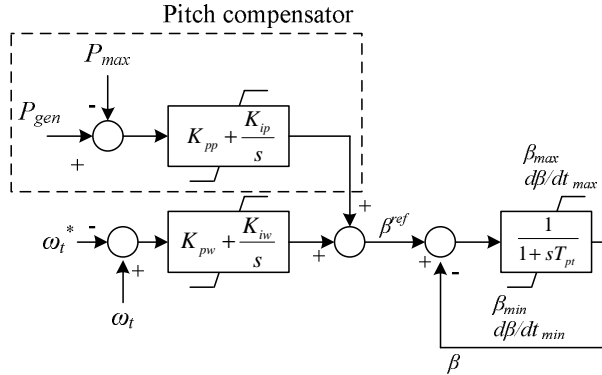 Pitch compensator
P_max
-
P_gen
+
K_pp + K_ip / s
β_max
dβ/dt_max
+
ω_t*
-
+
K_pw + K_iw / s
+
β^ref
+
-
1 / 1 + sT_pt
β_min
dβ/dt_min
ω_t
β